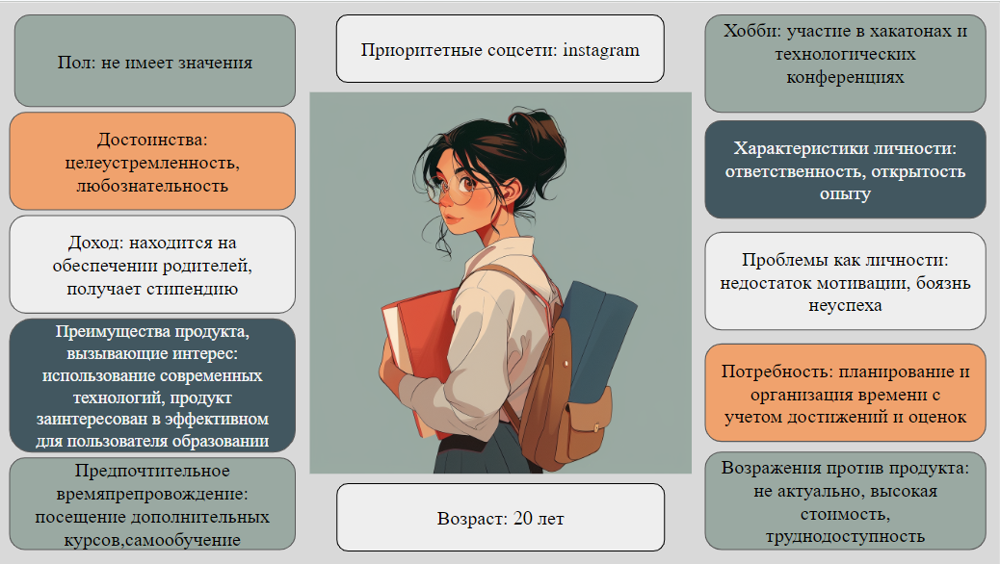 Пол: не имеет значения
Достоинства:
целеустремленность,
любознательность
Доход: находится на
обеспечении родителей,
получает стипендию
Преимущества продукта,
вызывающие интерес:
использование современных
технологий, продукт
заинтересован в эффективном
для пользователя образовании
Предпочтительное
времяпрепровождение:
посещение дополнительных
курсов,самообучение
Приоритетные соцсети: instagram
Возраст: 20 лет
Хобби: участие в хакатонах и
технологических
конференциях
Характеристики личности:
ответственность, открытость
опыту
Проблемы как личности:
недостаток мотивации, боязнь
неуспеха
Потребность: планирование и
организация времени с
учетом достижений и оценок
Возражения против продукта:
не актуально, высокая
стоимость,
труднодоступность